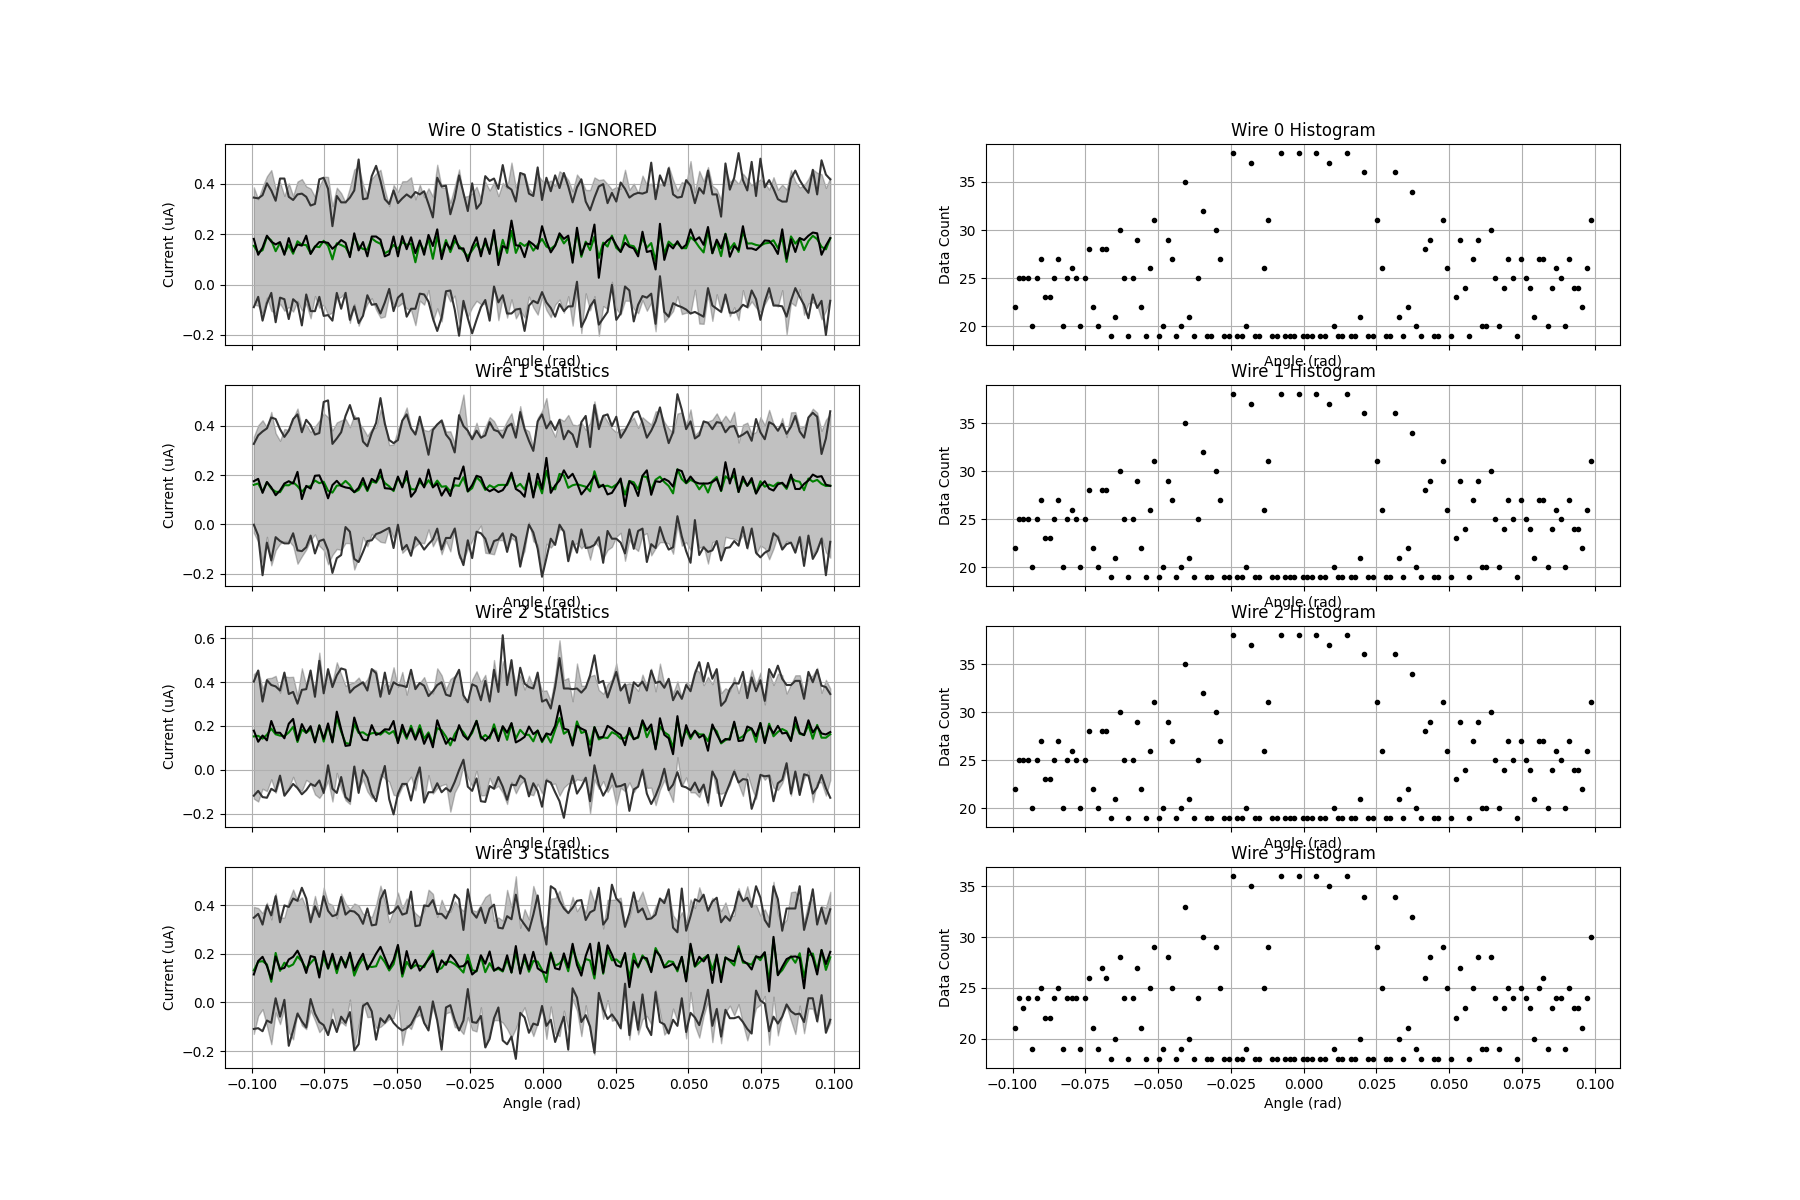 Wire 0 Statistics - IGNORED
Current (uA)
0.4
0.2
0.0
−0.2
Angle (rad)
Wire 0 Histogram
Data Count
35
30
25
20
Angle (rad)
Wire 1 Statistics
Current (uA)
0.4
0.2
0.0
−0.2
Angle (rad)
Wire 1 Histogram
Data Count
35
30
25
20
Angle (rad)
Wire 2 Statistics
Current (uA)
0.6
0.4
0.2
0.0
−0.2
Angle (rad)
Wire 2 Histogram
Data Count
35
30
25
20
Angle (rad)
Wire 3 Statistics
Current (uA)
0.4
0.2
0.0
−0.2
−0.100 −0.075 −0.050 −0.025 0.000 0.025 0.050 0.075 0.100
Angle (rad)
Wire 3 Histogram
Data Count
35
30
25
20
−0.100 −0.075 −0.050 −0.025 0.000 0.025 0.050 0.075 0.100
Angle (rad)